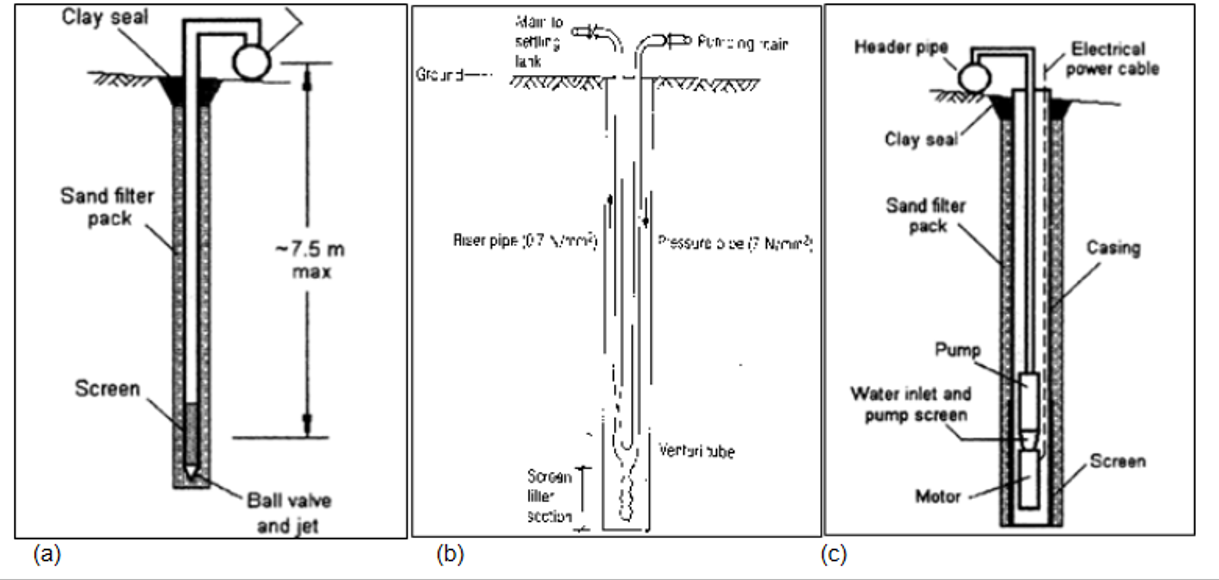 Clay seal
Sand filter
pack
~7.5 m
max
Screen
Ball valve
and jet
(a)
Main to
settling
tank
Pumping main
Ground
Riser pipe (0.7 N/mm²)
Pressure pipe (7 N/mm²)
Venturi tube
Screen
filter
section
(b)
Header pipe
Electrical
power cable
Clay seal
Sand filter
pack
Casing
Pump
Water inlet and
pump screen
Screen
Motor
(c)